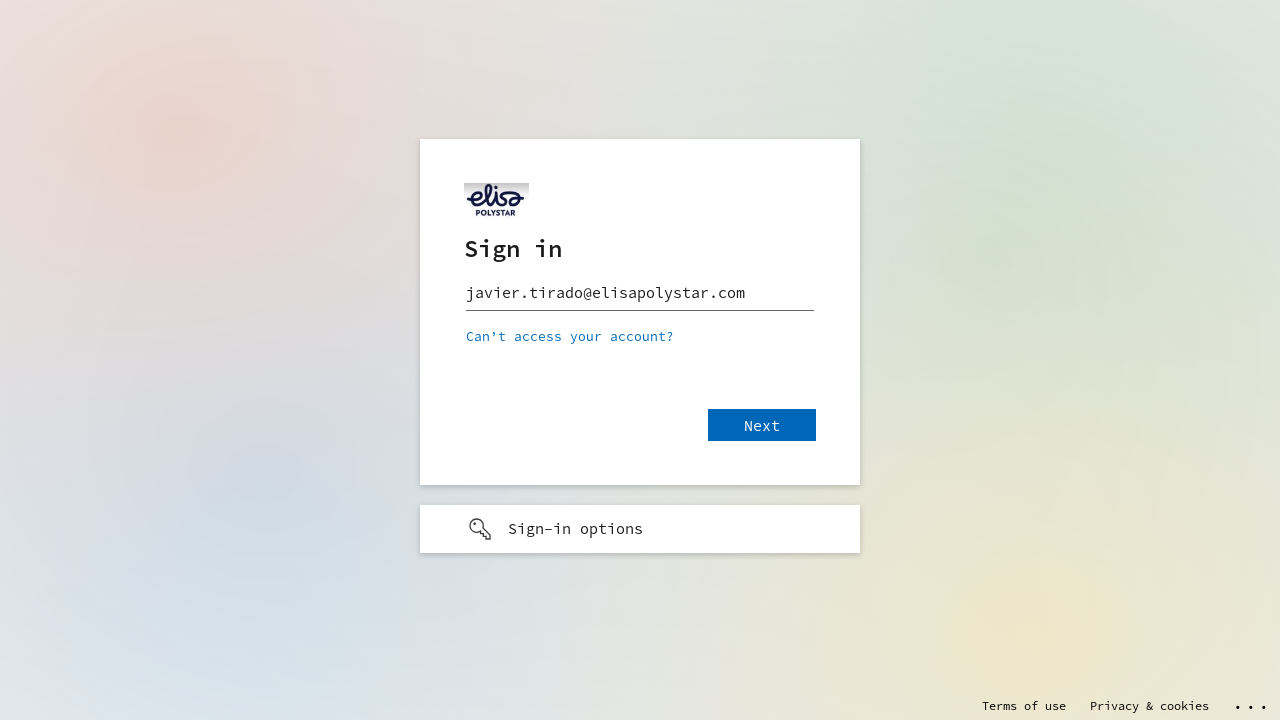 elisa
POLYSTAR
Sign in
javier.tirado@elisapolystar.com
Can’t access your account?
Next
Sign-in options
Terms of use Privacy & cookies ...